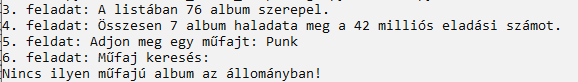 3. feladat: A listában 76 album szerepel.
4. feladat: Összesen 7 album haladata meg a 42 milliós eladási számot.
5. feldat: Adjon meg egy műfajt: Punk
6. feladat: Műfaj keresés:
Nincs ilyen műfajú album az állományban!